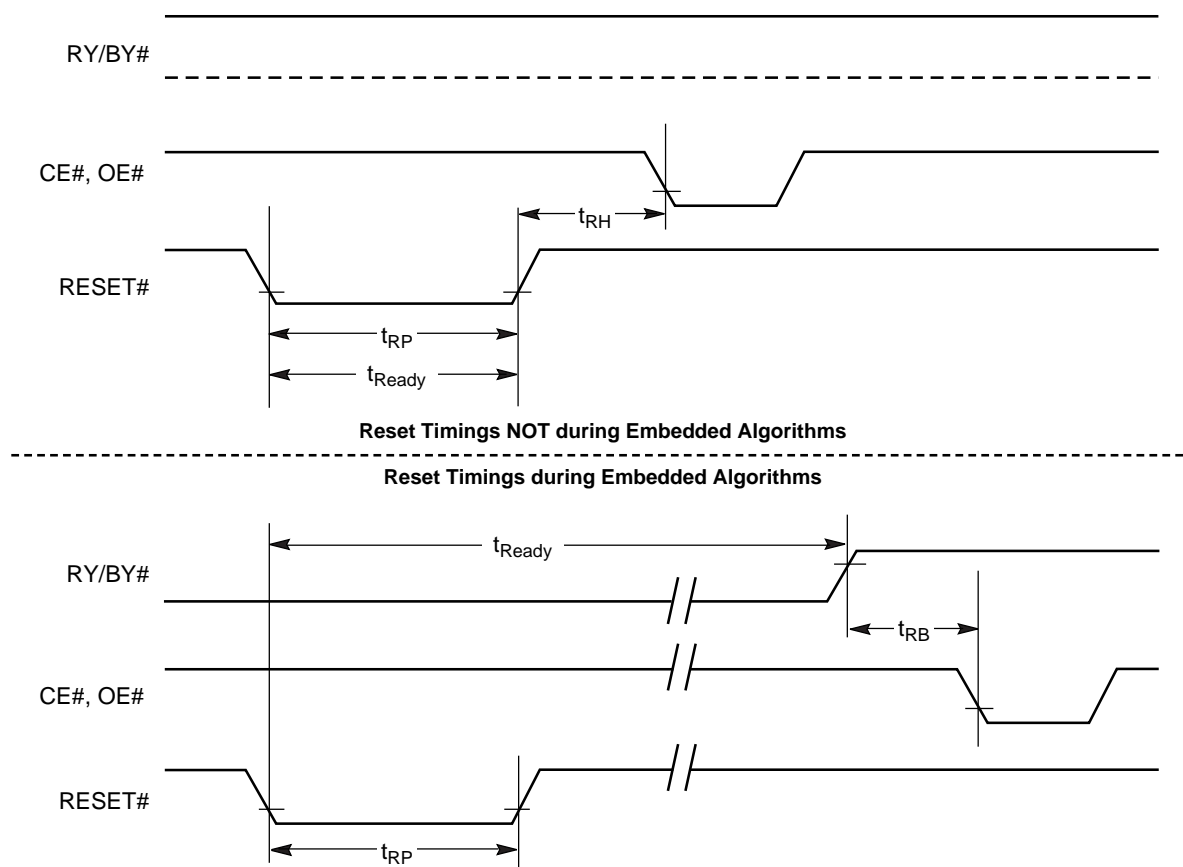 RY/BY#
CE#, OE#
tRH
RESET#
tRP
tReady
Reset Timings NOT during Embedded Algorithms
Reset Timings during Embedded Algorithms
tReady
RY/BY#
tRB
CE#, OE#
RESET#
tRP